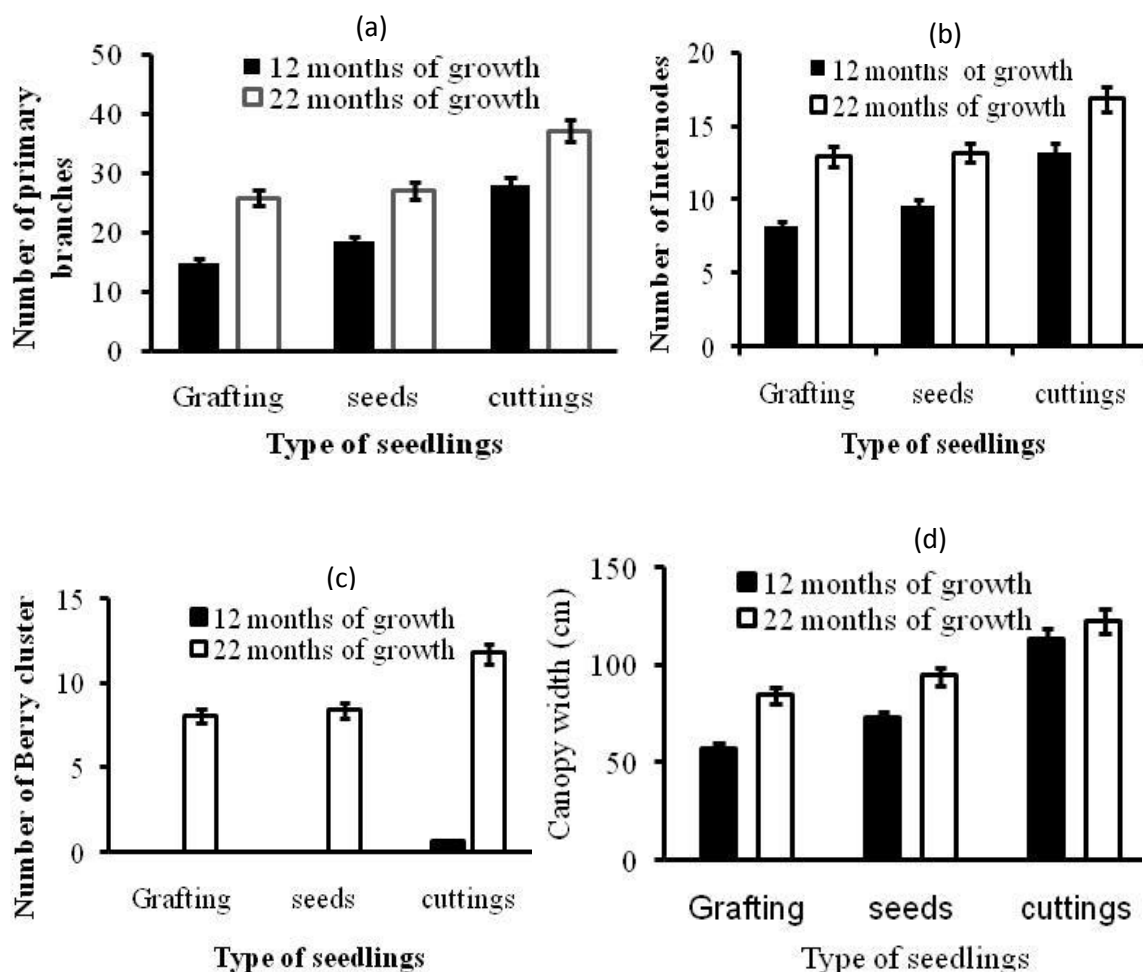 (a)
50
40
30
20
10
0
Number of primary
branches
12 months of growth
22 months of growth
Grafting seeds cuttings
Type of seedlings
(b)
20
15
10
5
0
Number of Internodes
12 months of growth
22 months of growth
Grafting seeds cuttings
Type of seedlings
(c)
15
10
5
0
Number of Berry cluster
12 months of growth
22 months of growth
Grafting seeds cuttings
Type of seedlings
(d)
150
100
50
0
Canopy width (cm)
12 months of growth
22 months of growth
Grafting seeds cuttings
Type of seedlings